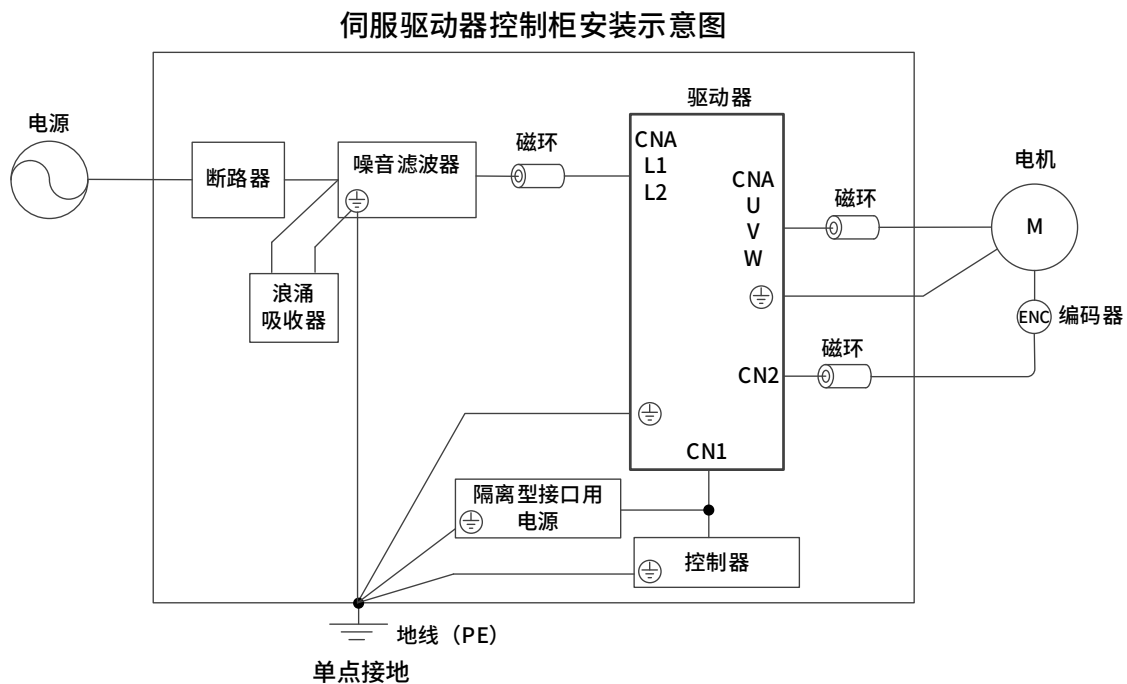 伺服驱动器控制柜安装示意图
电源
断路器
噪音滤波器
浪涌
吸收器
磁环
驱动器
CNA
L1
L2
CNA
U
V
W
CN2
CN1
磁环
电机
M
ENC
编码器
磁环
隔离型接口用
电源
控制器
地线（PE）
单点接地